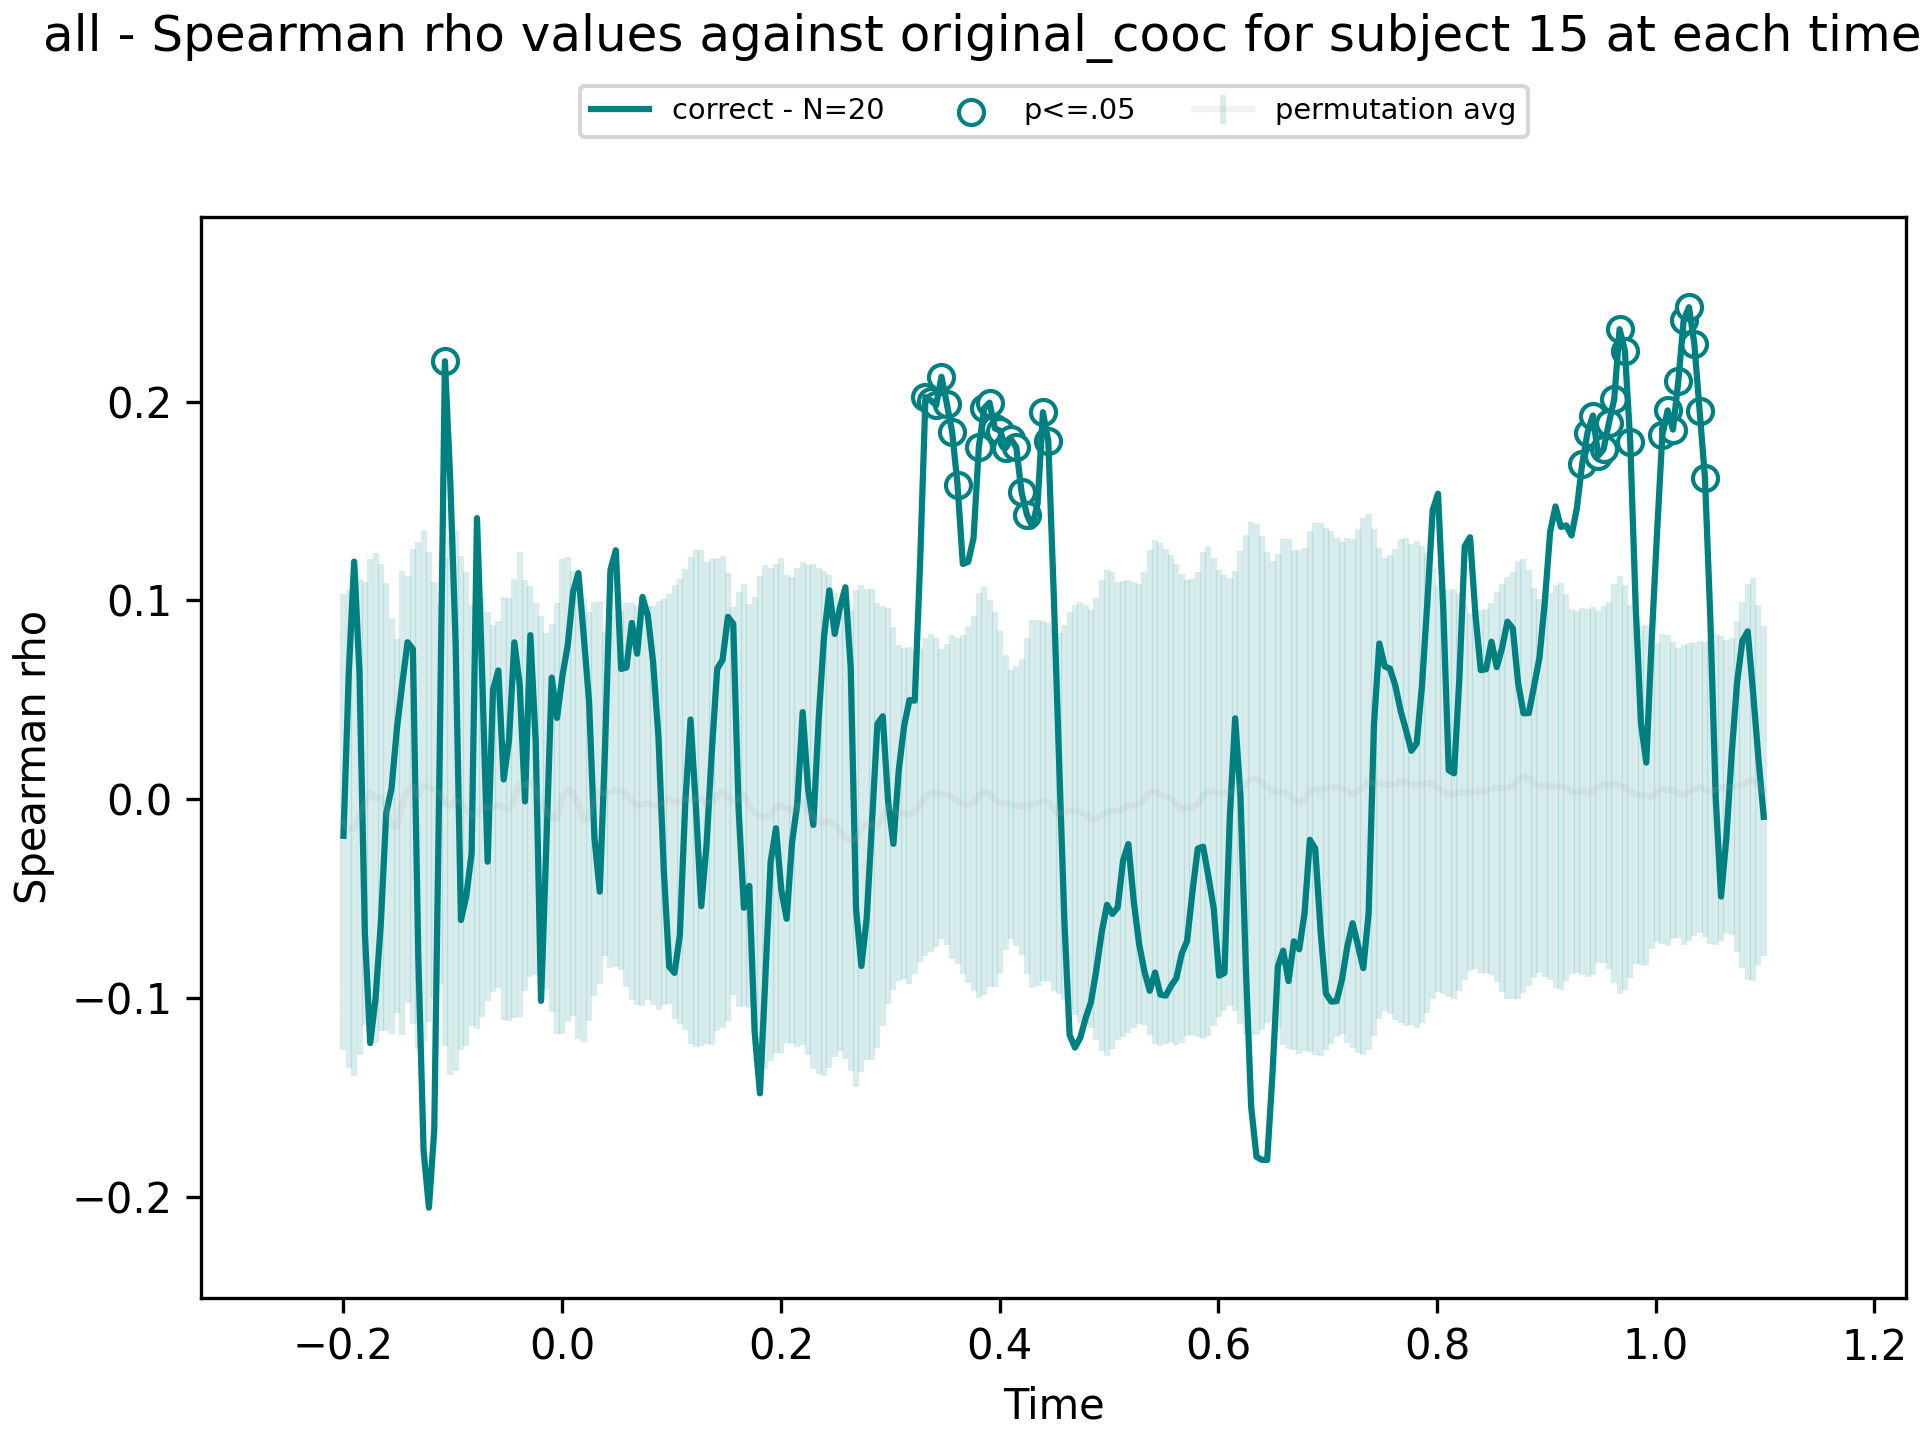 all - Spearman rho values against original_cooc for subject 15 at each time
correct - N=20
p<=.05
permutation avg
Spearman rho
0.2
0.1
0.0
−0.1
−0.2
−0.2
0.0
0.2
0.4
0.6
0.8
1.0
1.2
Time